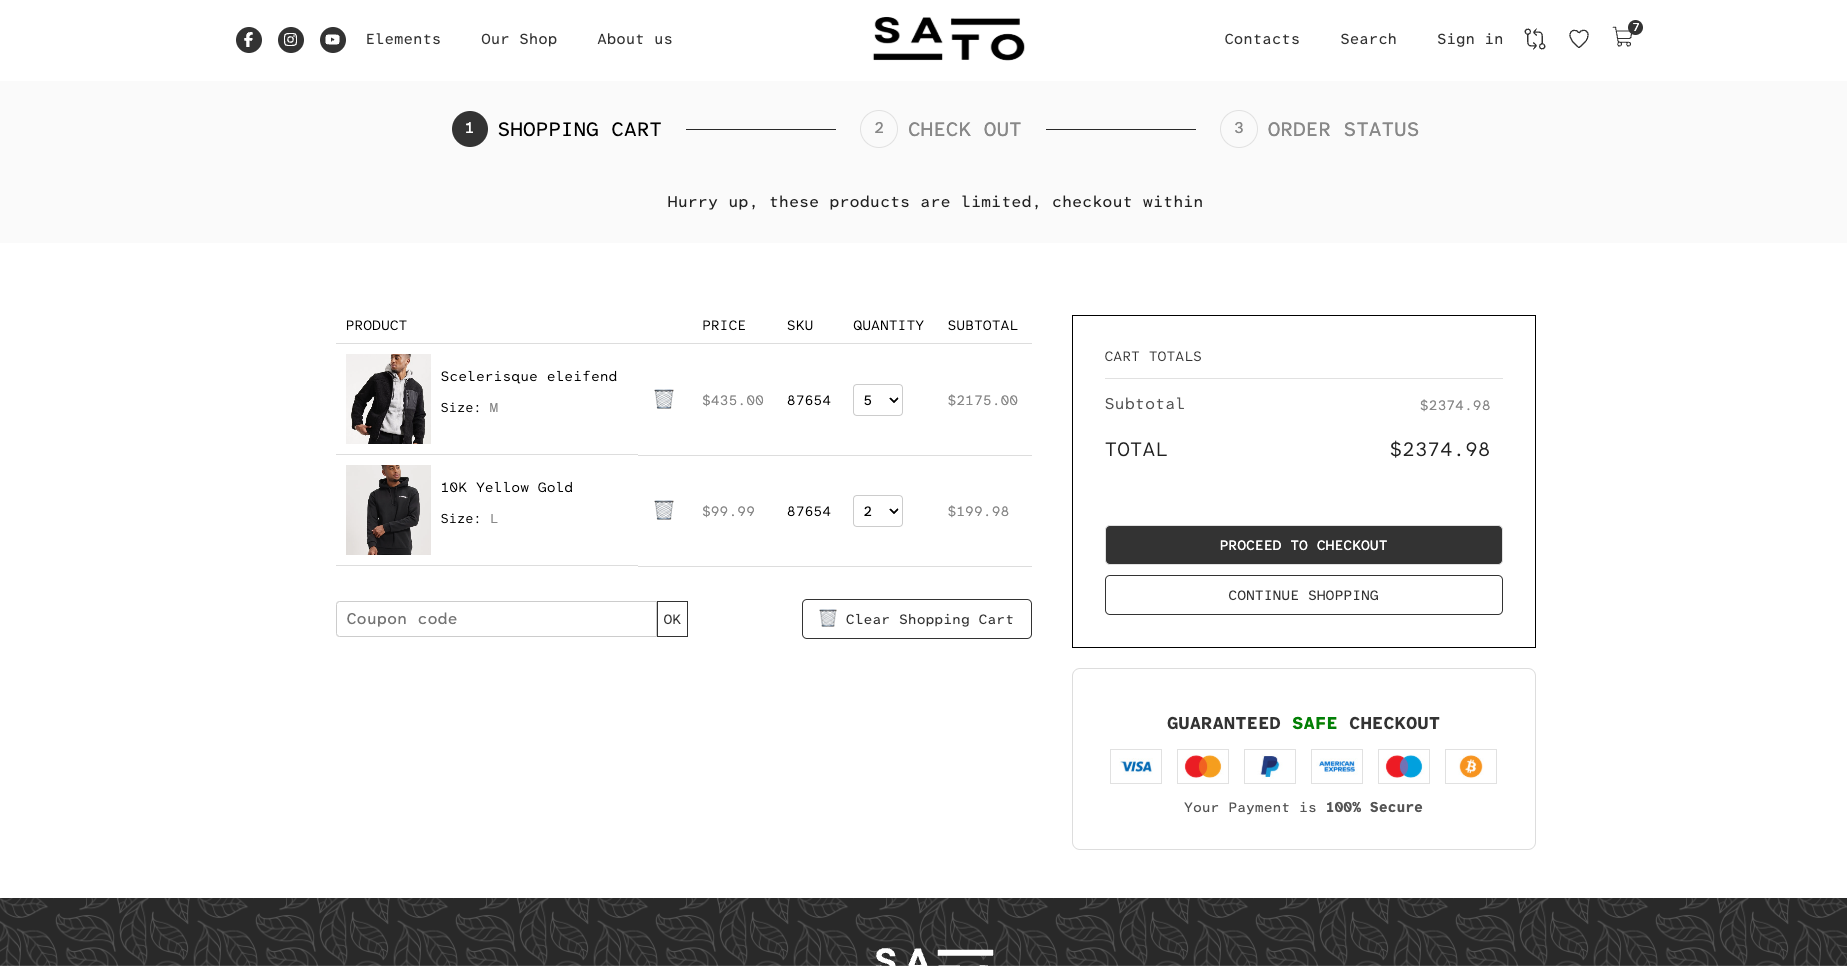 Elements Our Shop About us
SATO
Contacts Search Sign in 7
1 SHOPPING CART 2 CHECK OUT 3 ORDER STATUS
Hurry up, these products are limited, checkout within
PRODUCT PRICE SKU QUANTITY SUBTOTAL
Scelerisque eleifend
Size: M
$435.00 87654 5 $2175.00
10K Yellow Gold
Size: L
$99.99 87654 2 $199.98
Coupon code OK
Clear Shopping Cart
CART TOTALS
Subtotal $2374.98
TOTAL $2374.98
PROCEED TO CHECKOUT
CONTINUE SHOPPING
GUARANTEED SAFE CHECKOUT
VISA
AMERICAN
EXPRESS
Your Payment is 100% Secure
SA